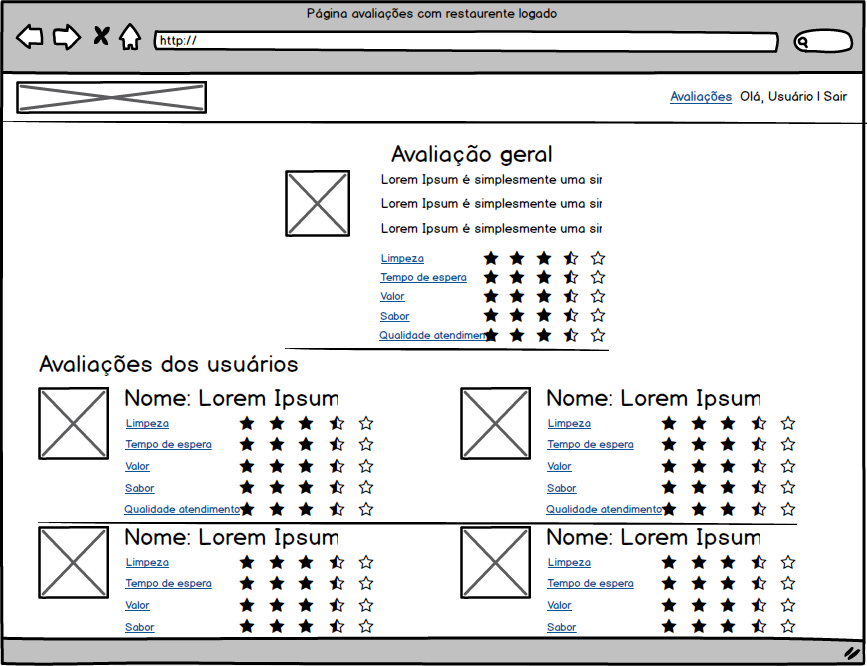 Página avaliações com restaurente logado
http://
Avaliações Olá, Usuário | Sair
Avaliação geral
Lorem Ipsum é simplesmente uma sir
Lorem Ipsum é simplesmente uma sir
Lorem Ipsum é simplesmente uma sir
Limpeza
Tempo de espera
Valor
Sabor
Qualidade atendimen
Avaliações dos usuários
Nome: Lorem Ipsum
Limpeza
Tempo de espera
Valor
Sabor
Qualidade atendimento
Nome: Lorem Ipsum
Limpeza
Tempo de espera
Valor
Sabor
Qualidade atendimento
Nome: Lorem Ipsum
Limpeza
Tempo de espera
Valor
Sabor
Nome: Lorem Ipsum
Limpeza
Tempo de espera
Valor
Sabor